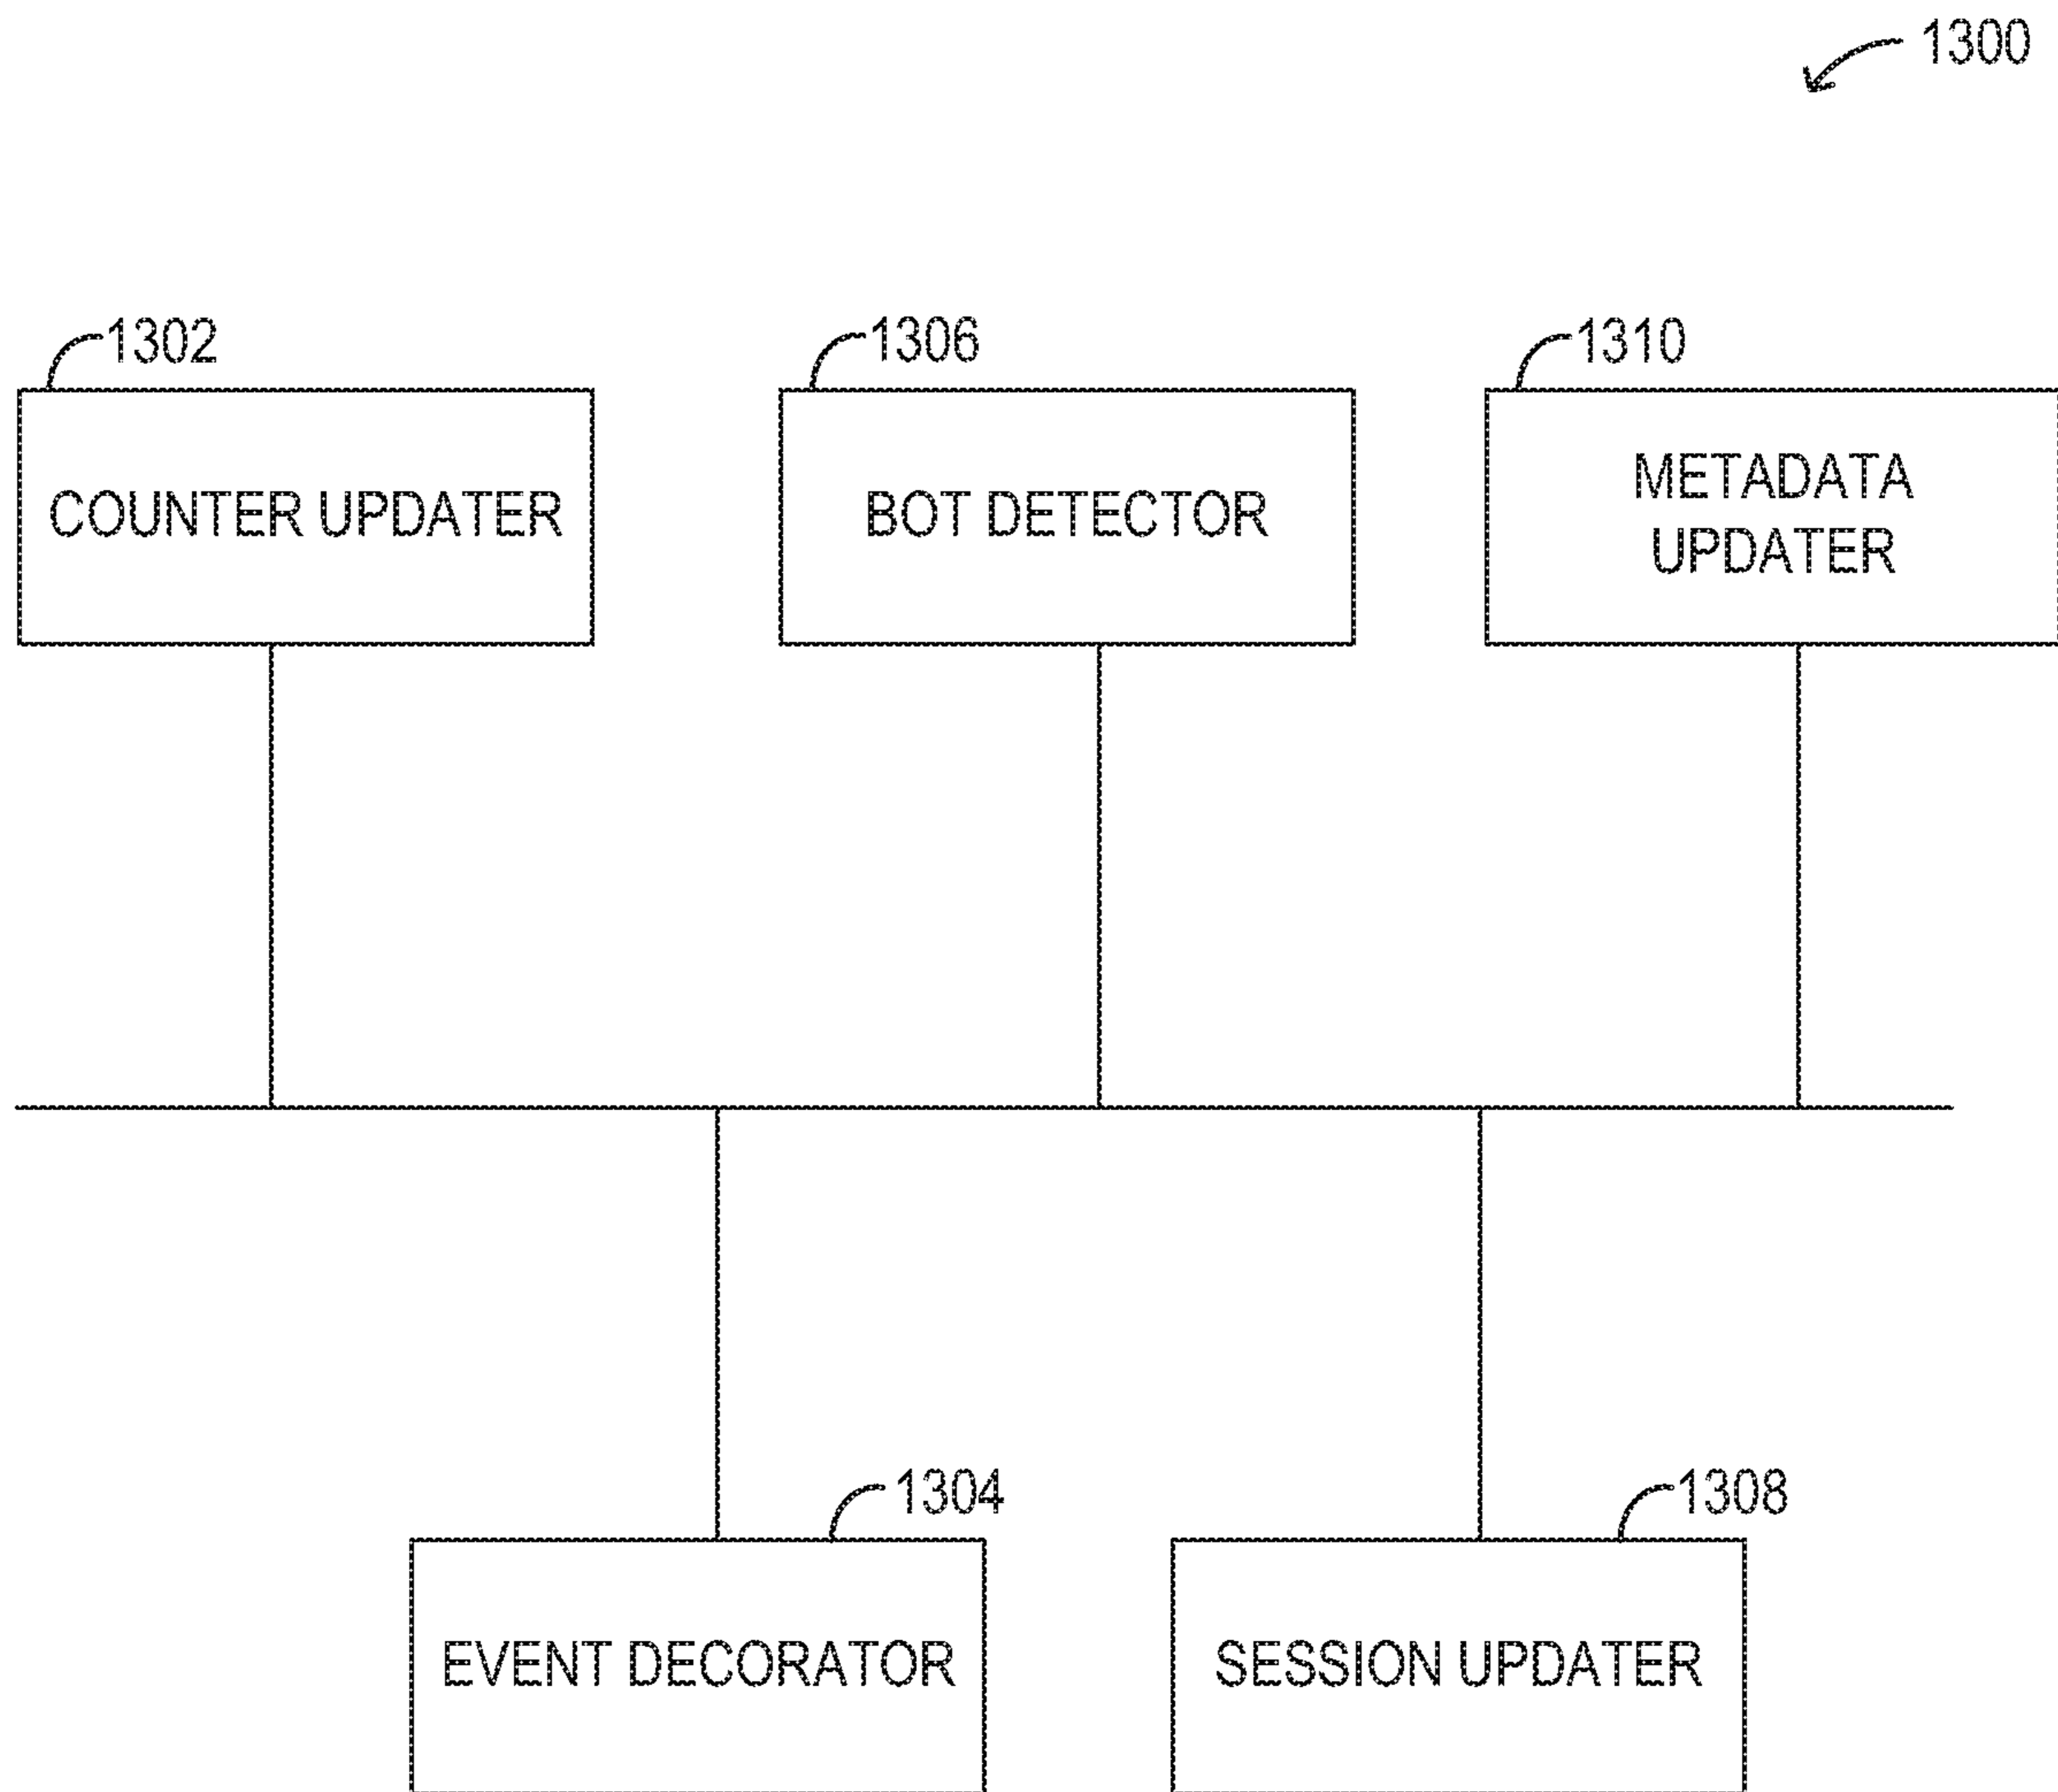 1300
1302
1306
1310
COUNTER UPDATER
BOT DETECTOR
METADATA
UPDATER
1304
1308
EVENT DECORATOR
SESSION UPDATER